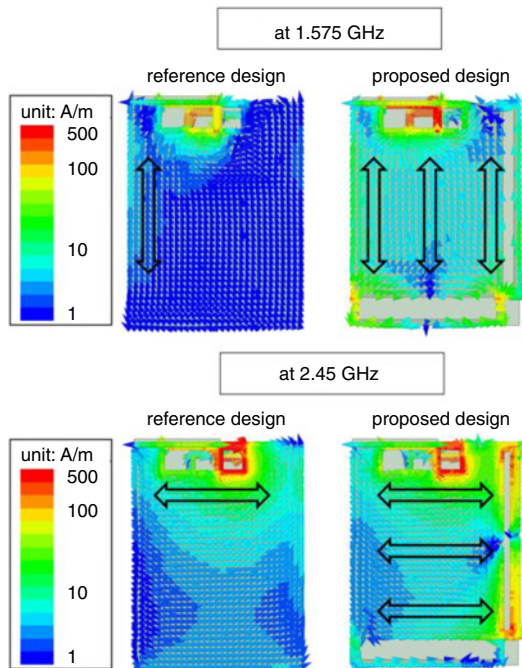 at 1.575 GHz
reference design
proposed design
unit: A/m
500
100
10
1
at 2.45 GHz
reference design
proposed design
unit: A/m
500
100
10
1